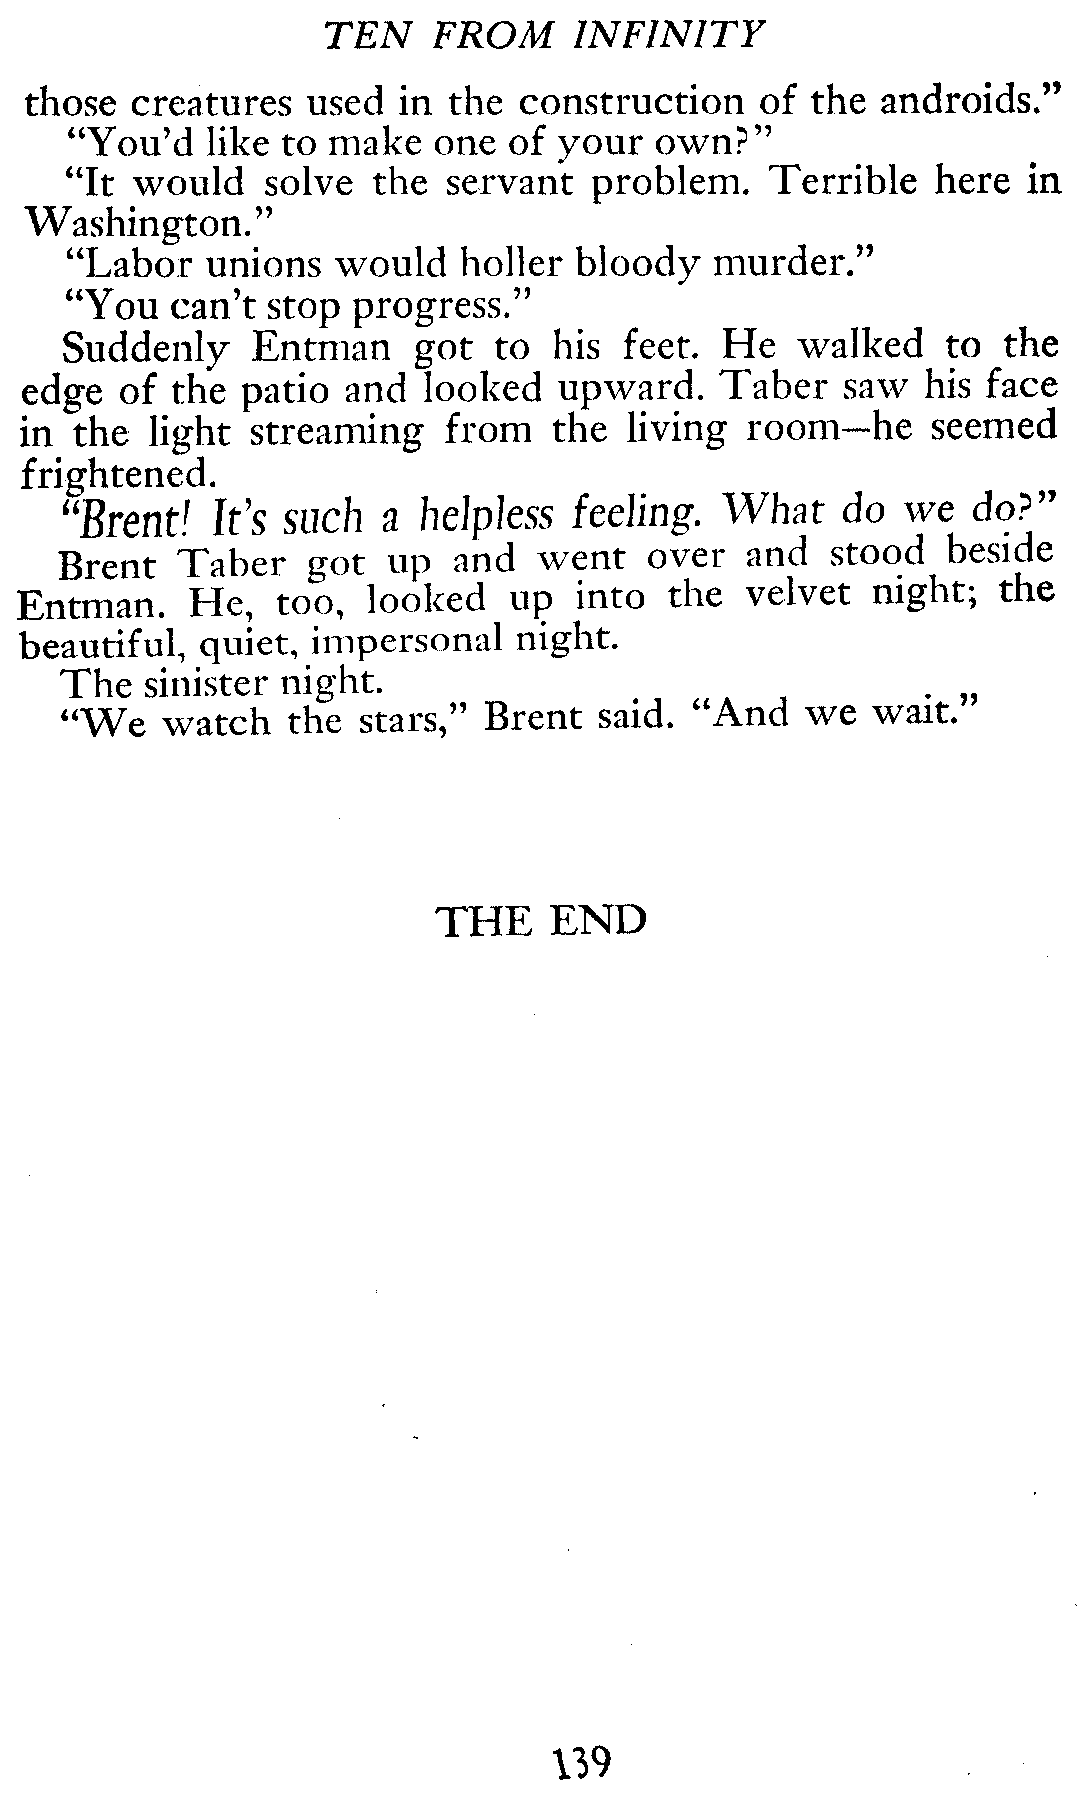 TEN FROM INFINITY
those creatures used in the construction of the androids.”
“You’d like to make one of your own?”
“It would solve the servant problem. Terrible here in
Washington.”
“Labor unions would holler bloody murder.”
“You can’t stop progress.”
Suddenly Entman got to his feet. He walked to the
edge of the patio and looked upward. Taber saw his face
in the light streaming from the living room—he seemed
frightened.
“Brent! It’s such a helpless feeling. What do we do?”
Brent Taber got up and went over and stood beside
Entman. He, too, looked up into the velvet night; the
beautiful, quiet, impersonal night.
The sinister night.
“We watch the stars,” Brent said. “And we wait.”
THE END
139